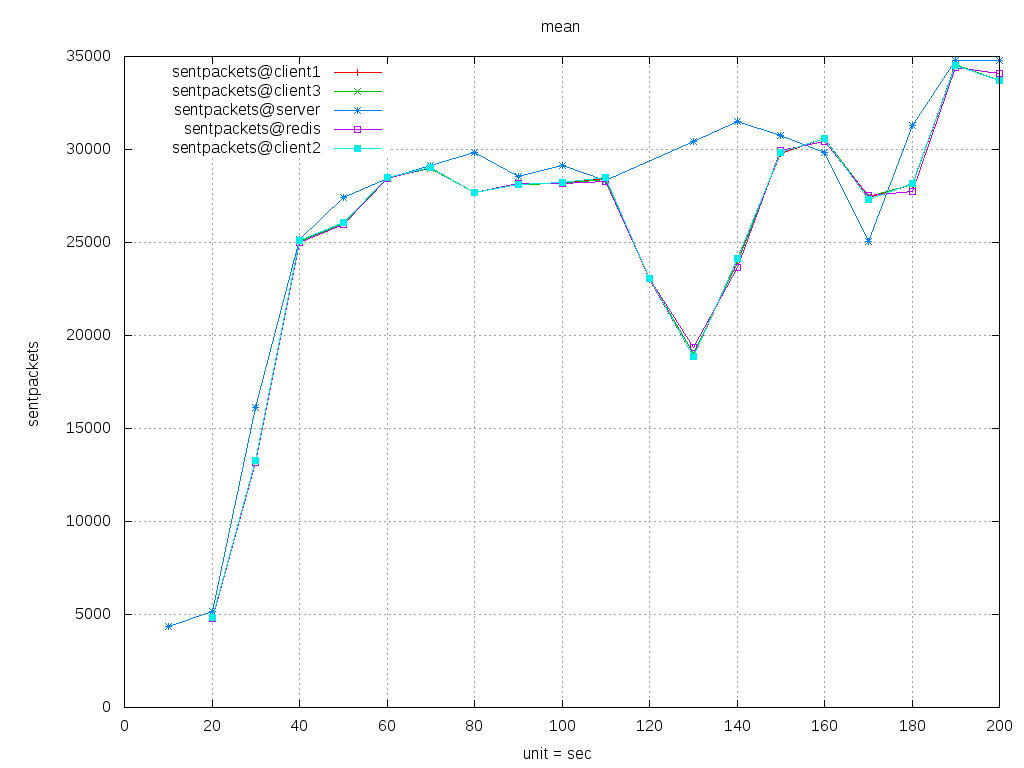 mean
35000
30000
25000
20000
15000
10000
5000
0
sentpackets
sentpackets@client1
sentpackets@client3
sentpackets@server
sentpackets@redis
sentpackets@client2
0 20 40 60 80 100 120 140 160 180 200
unit = sec